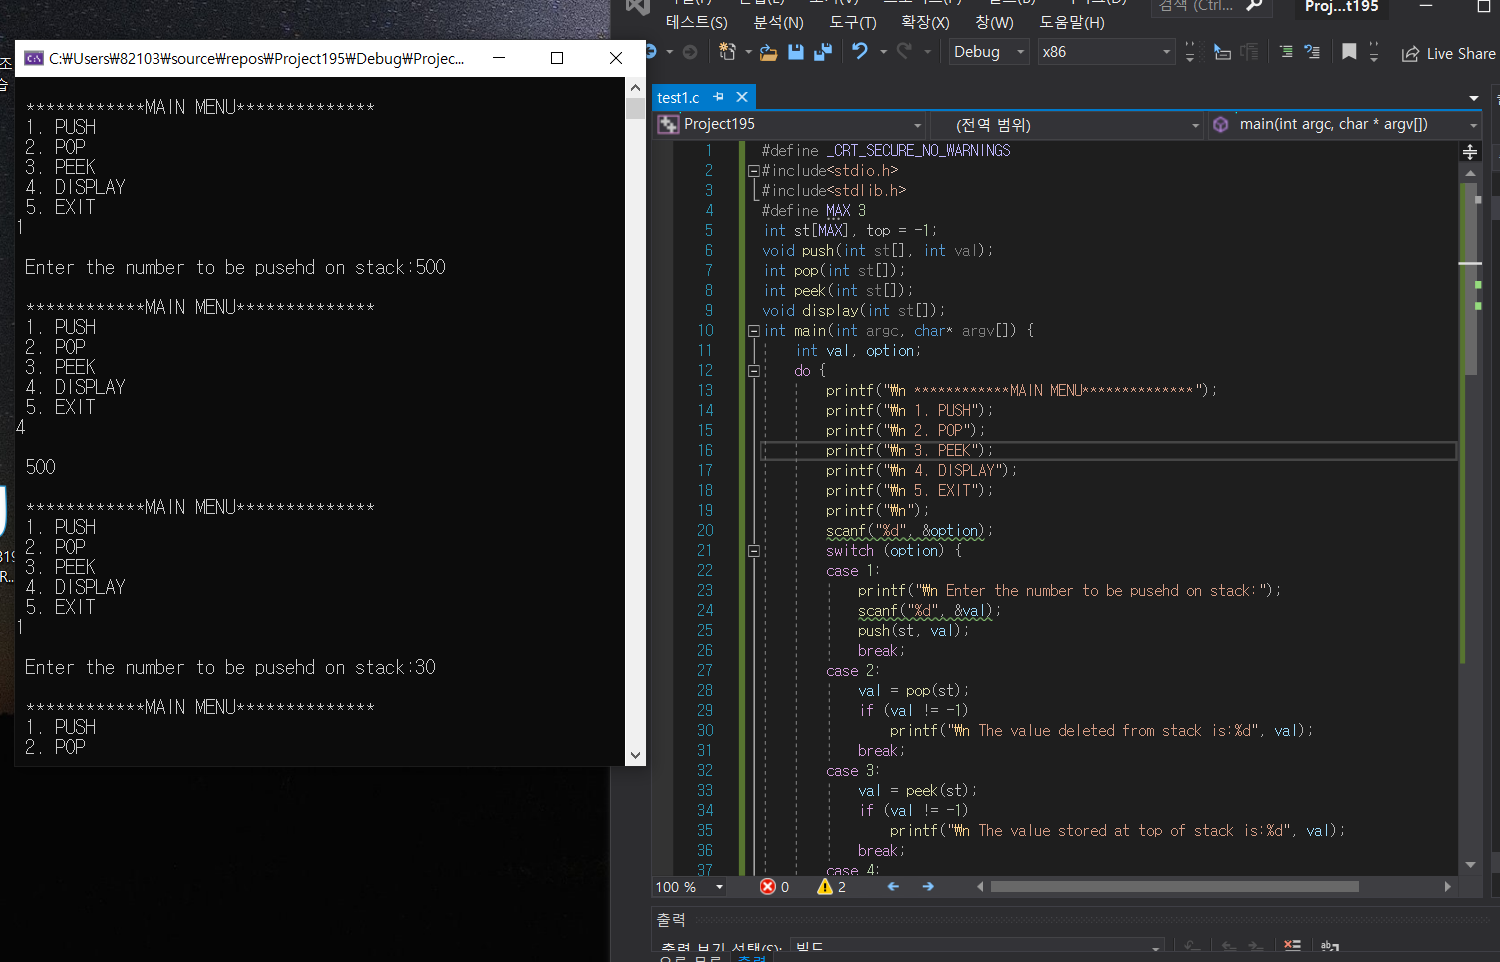 C:₩Users₩82103₩source₩repos₩Project195₩Debug₩Projec...
************MAIN MENU**************
1. PUSH
2. POP
3. PEEK
4. DISPLAY
5. EXIT
1
Enter the number to be pusehd on stack:500
************MAIN MENU**************
1. PUSH
2. POP
3. PEEK
4. DISPLAY
5. EXIT
4
500
************MAIN MENU**************
1. PUSH
2. POP
3. PEEK
4. DISPLAY
5. EXIT
1
Enter the number to be pusehd on stack:30
************MAIN MENU**************
1. PUSH
2. POP
조
습
319
R...
검색 (Ctrl...
Proj...t195
테스트(S) 분석(N) 도구(T) 확장(X) 창(W) 도움말(H)
Debug x86 Live Share
test1.c
Project195 (전역 범위) main(int argc, char * argv[])
1 #define _CRT_SECURE_NO_WARNINGS
2 #include<stdio.h>
3 #include<stdlib.h>
4 #define MAX 3
5 int st[MAX], top = -1;
6 void push(int st[], int val);
7 int pop(int st[]);
8 int peek(int st[]);
9 void display(int st[]);
10 int main(int argc, char* argv[]) {
11 int val, option;
12 do {
13 printf("₩n ************MAIN MENU**************");
14 printf("₩n 1. PUSH");
15 printf("₩n 2. POP");
16 printf("₩n 3. PEEK");
17 printf("₩n 4. DISPLAY");
18 printf("₩n 5. EXIT");
19 printf("₩n");
20 scanf("%d", &option);
21 switch (option) {
22 case 1:
23 printf("₩n Enter the number to be pusehd on stack:");
24 scanf("%d", &val);
25 push(st, val);
26 break;
27 case 2:
28 val = pop(st);
29 if (val != -1)
30 printf("₩n The value deleted from stack is:%d", val);
31 break;
32 case 3:
33 val = peek(st);
34 if (val != -1)
35 printf("₩n The value stored at top of stack is:%d", val);
36 break;
37 case 4:
100 % 0 2
출력
출력 보기 선택(S): 빌드
오류 목록 출력